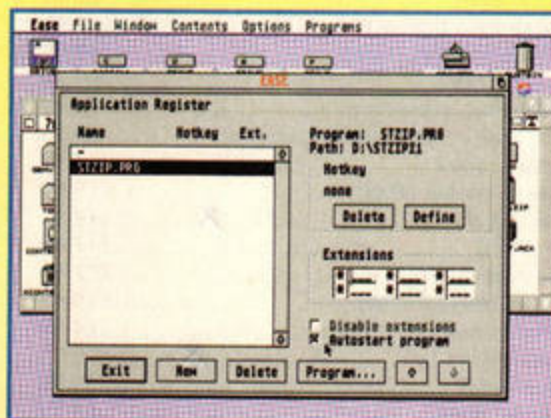 Ease File Window Contents Options Programs
EASE
Application Register
Name Hotkey Ext.
STZIP.PRG
Program: STZIP.PRG
Path: D:\STZIP21
Hotkey
none
Delete Define
Extensions
Disable extensions
Autostart program
Exit New Delete Program...